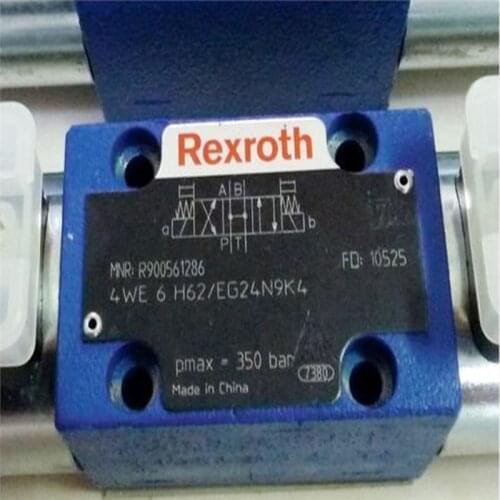 Rexroth
A B
a b
P T
MNR: R900561286 FD: 10525
4WE 6 H62/EG24N9K4
pmax = 350 bar
7380
Made in China